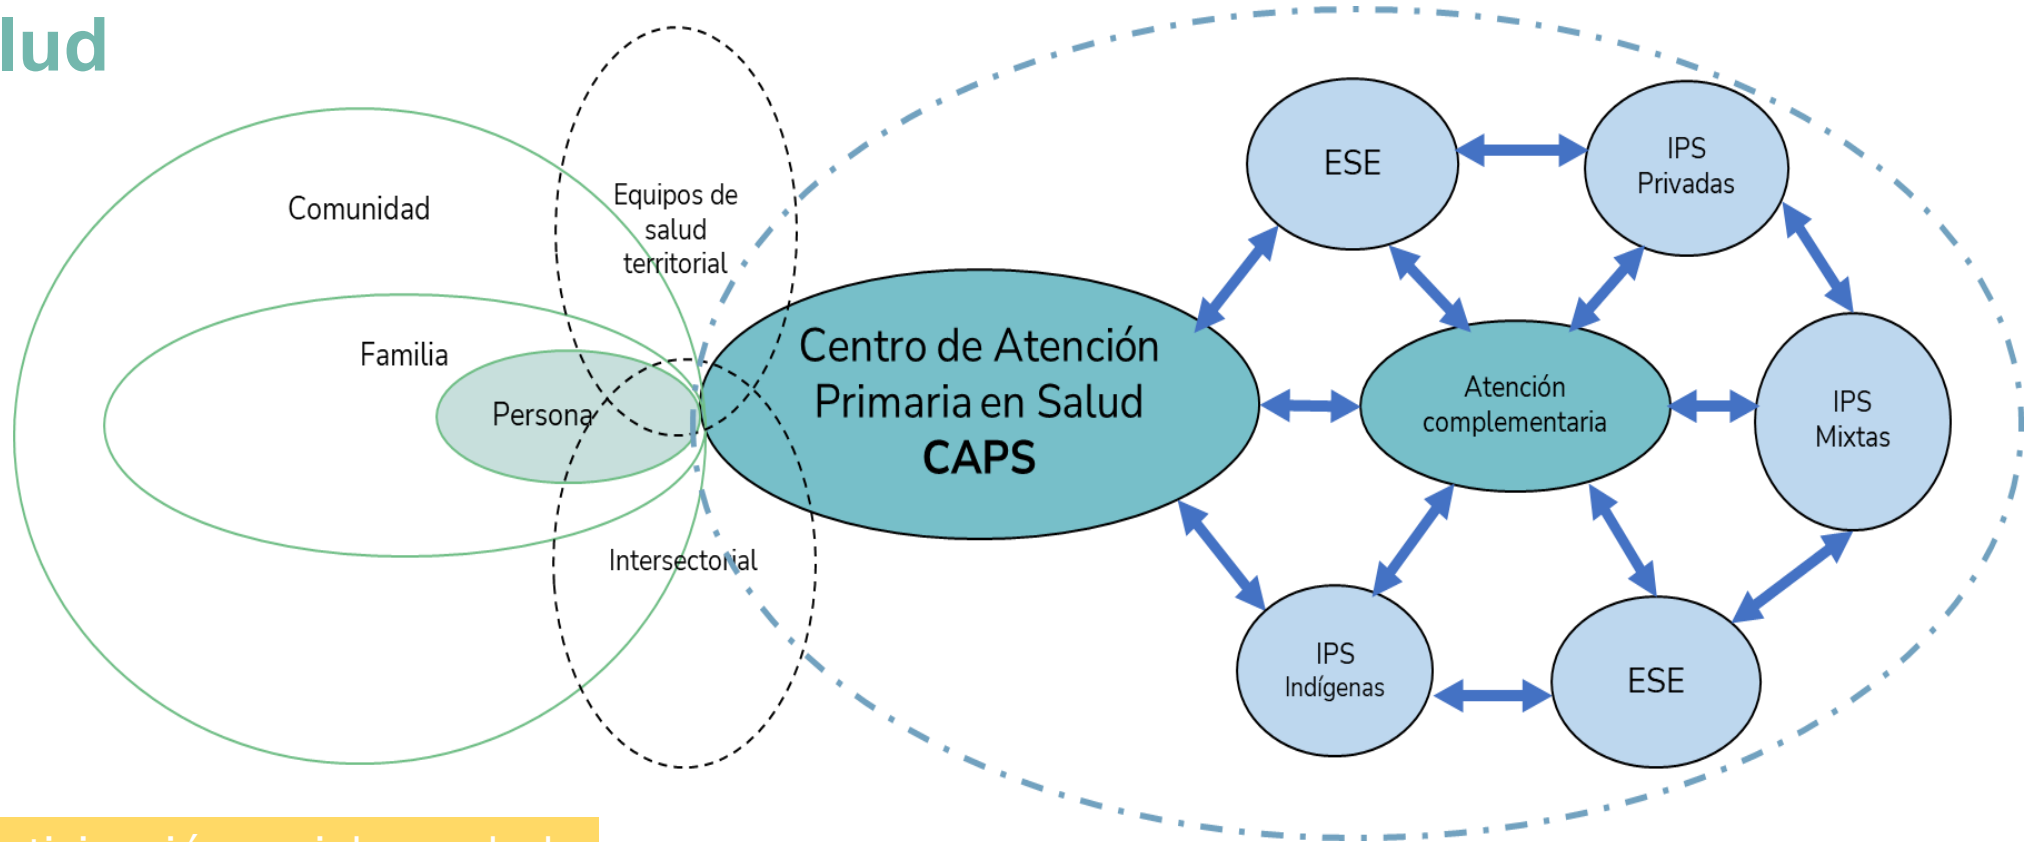 lud
Comunidad
Equipos de
salud
territorial
Familia
Persona
Intersectorial
Centro de Atención
Primaria en Salud
CAPS
ESE
IPS
Privadas
Atención
complementaria
IPS
Mixtas
IPS
Indígenas
ESE